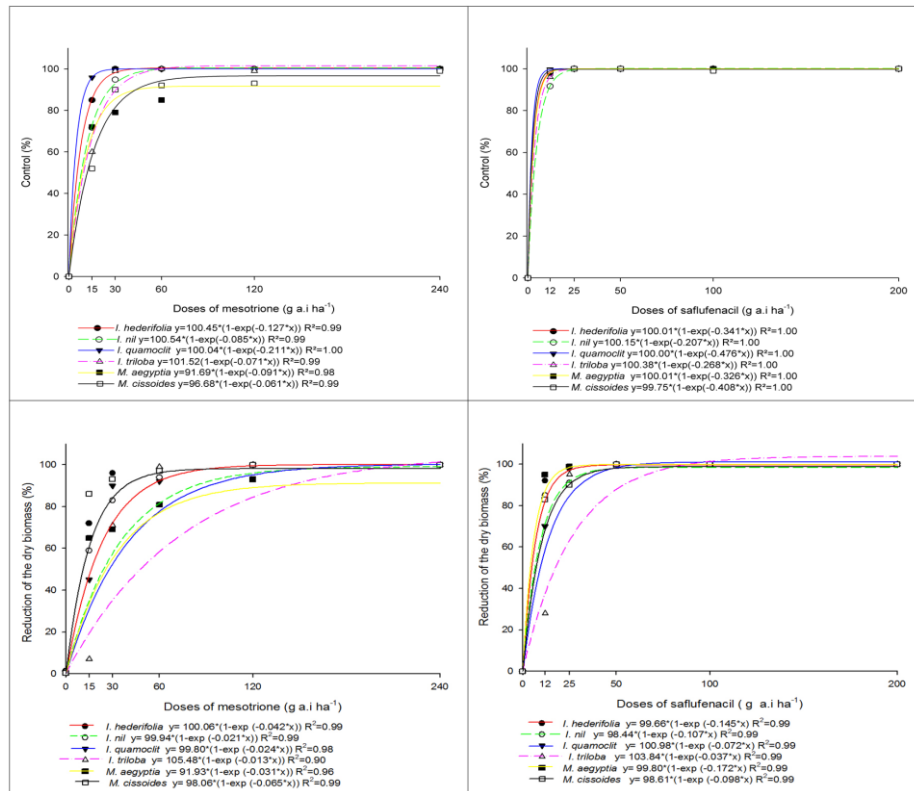 100
80
60
40
20
0
Control (%)
0 15 30 60 120 240
Doses of mesotrione (g a.i ha⁻¹)
I. hederifolia y=100.45*(1-exp(-0.127*x)) R²=0.99
I. nil y=100.54*(1-exp(-0.085*x)) R²=0.99
I. quamoclit y=100.04*(1-exp(-0.211*x)) R²=1.00
I. triloba y=101.52(1-exp(-0.071*x)) R²=0.99
M. aegyptia y=91.69*(1-exp(-0.091*x)) R²=0.98
M. cissoides y=96.68*(1-exp(-0.061*x)) R²=0.99
100
80
60
40
20
0
Control (%)
0 12 25 50 100 200
Doses of saflufenacil (g a.i ha⁻¹)
I. hederifolia y=100.01*(1-exp(-0.341*x)) R²=1.00
I. nil y=100.15*(1-exp(-0.207*x)) R²=1.00
I. quamoclit y=100.00*(1-exp(-0.476*x)) R²=1.00
I. triloba y=100.38*(1-exp(-0.268*x)) R²=1.00
M. aegyptia y=100.01*(1-exp(-0.326*x)) R²=1.00
M. cissoides y=99.75*(1-exp(-0.408*x)) R²=1.00
100
80
60
40
20
0
Reduction of the dry biomass (%)
0 15 30 60 120 240
Doses of mesotrione (g a.i ha⁻¹)
I. hederifolia y= 100.06*(1-exp (-0.042*x)) R²=0.99
I. nil y= 99.94*(1-exp (-0.021*x)) R²=0.99
I. quamoclit y= 99.80*(1-exp (-0.024*x)) R²=0.98
I. triloba y= 105.48*(1-exp (-0.013*x)) R²=0.90
M. aegyptia y= 91.93*(1-exp (-0.031*x)) R²=0.96
M. cissoides y= 98.06*(1-exp (-0.065*x)) R²=0.99
100
80
60
40
20
0
Reduction of the dry biomass (%)
0 12 25 50 100 200
Doses of saflufenacil ( g a.i ha⁻¹)
I. hederifolia y= 99.66*(1-exp (-0.145*x)) R²=0.99
I. nil y= 98.44*(1-exp (-0.107*x)) R²=0.99
I. quamoclit y= 100.98*(1-exp (-0.072*x)) R²=0.99
I. triloba y= 103.84*(1-exp (-0.037*x)) R²=0.99
M. aegyptia y= 99.80*(1-exp (-0.172*x)) R²=0.99
M. cissoides y= 98.61*(1-exp (-0.098*x)) R²=0.99